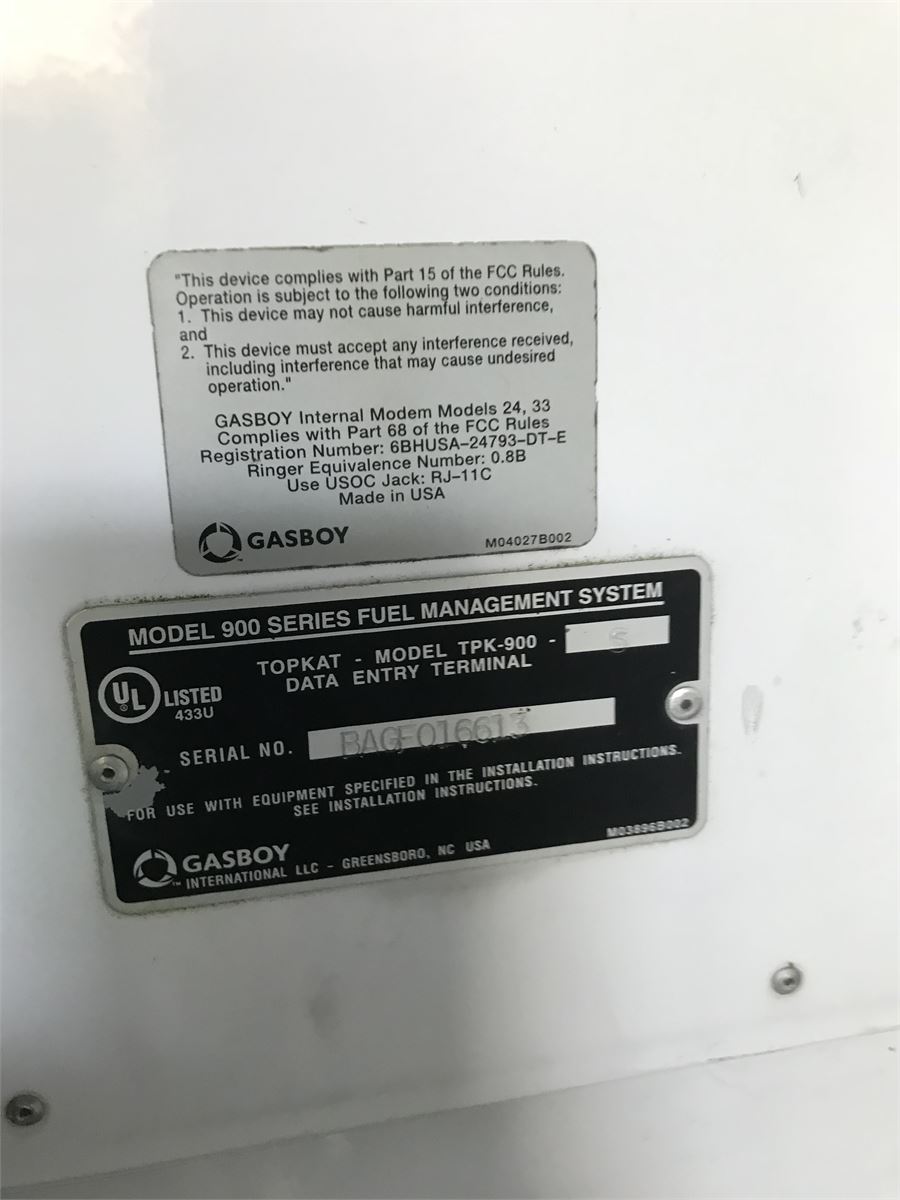 "This device complies with Part 15 of the FCC Rules.
Operation is subject to the following two conditions:
1. This device may not cause harmful interference,
and
2. This device must accept any interference received,
including interference that may cause undesired
operation."
GASBOY Internal Modem Models 24, 33
Complies with Part 68 of the FCC Rules
Registration Number: 6BHUSA-24793-DT-E
Ringer Equivalence Number: 0.8B
Use USOC Jack: RJ-11C
Made in USA
GASBOY M04027B002
MODEL 900 SERIES FUEL MANAGEMENT SYSTEM
TOPKAT - MODEL TPK-900 - S
DATA ENTRY TERMINAL
UL LISTED
433U
SERIAL NO. BAGF016613
FOR USE WITH EQUIPMENT SPECIFIED IN THE INSTALLATION INSTRUCTIONS.
SEE INSTALLATION INSTRUCTIONS.
M03896B002
GASBOY
™ INTERNATIONAL LLC - GREENSBORO, NC USA